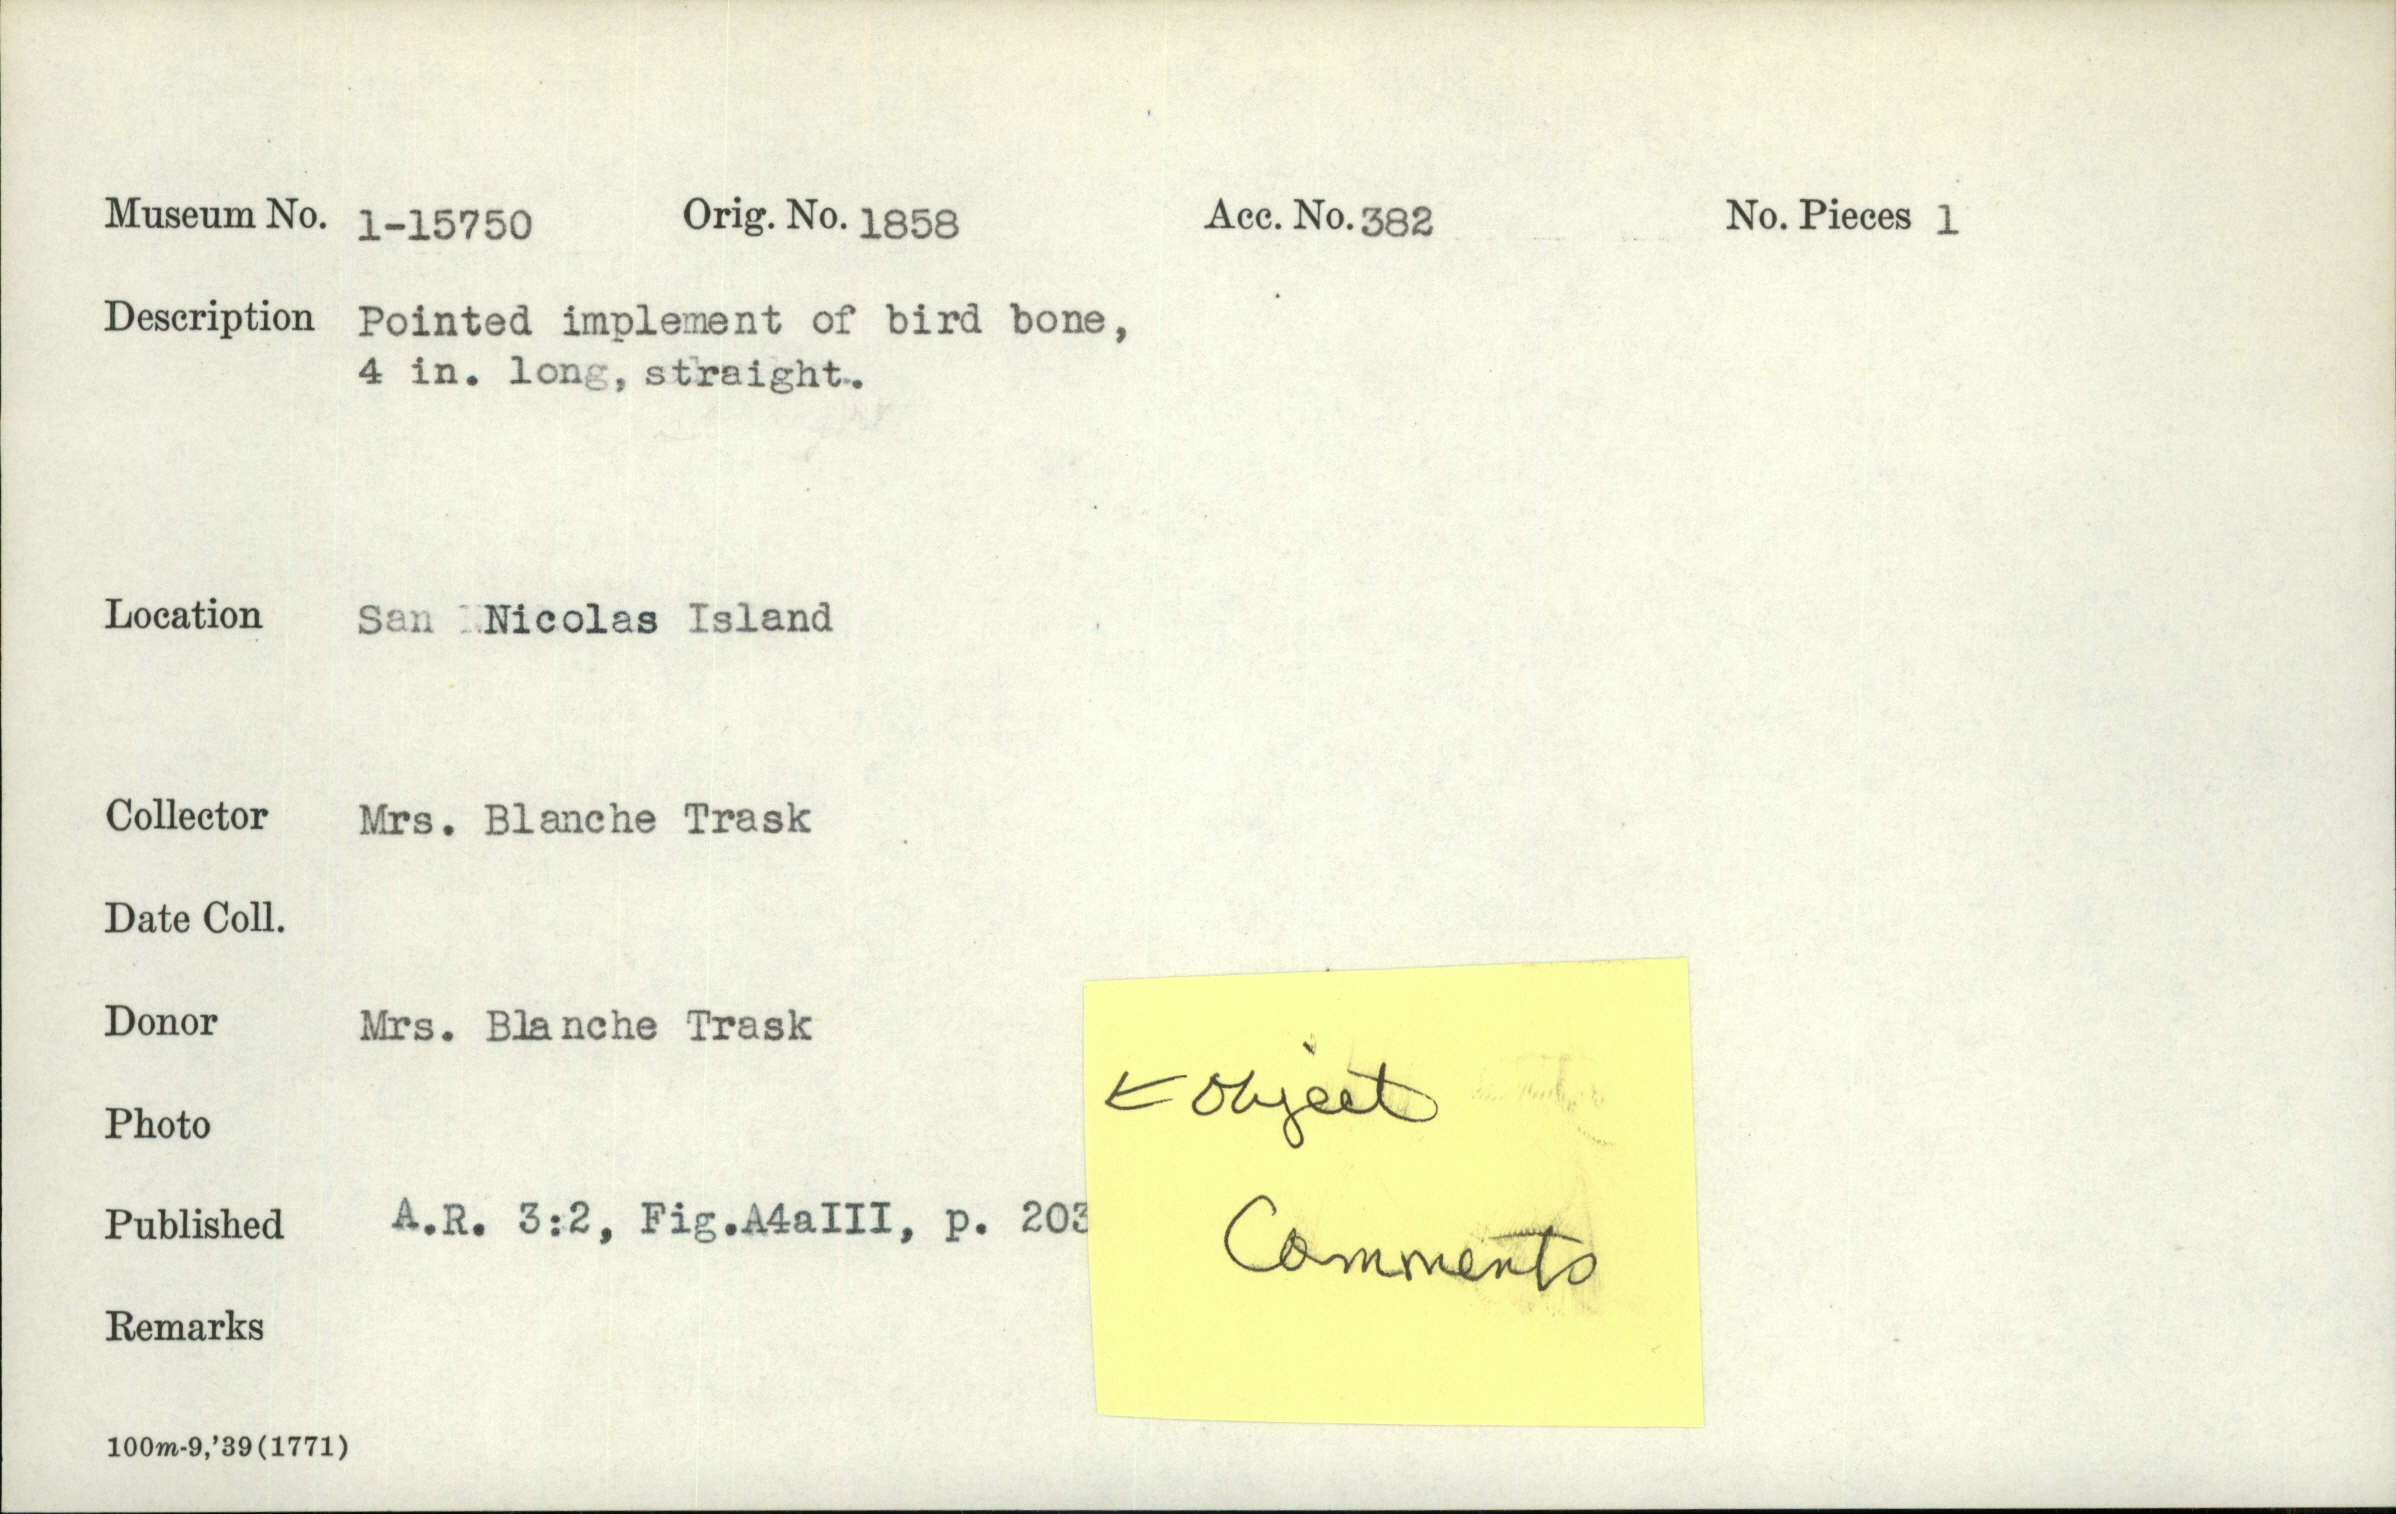 Museum No. 1-15750 Orig. No. 1858 Acc. No. 382 No. Pieces 1
Description Pointed implement of bird bone,
4 in. long, straight.
Location San Nicolas Island
Collector Mrs. Blanche Trask
Date Coll.
Donor Mrs. Blanche Trask
Photo
Published A.R. 3:2, Fig.A4aIII, p. 203
Remarks
100m-9,'39(1771)
← Object
Comments